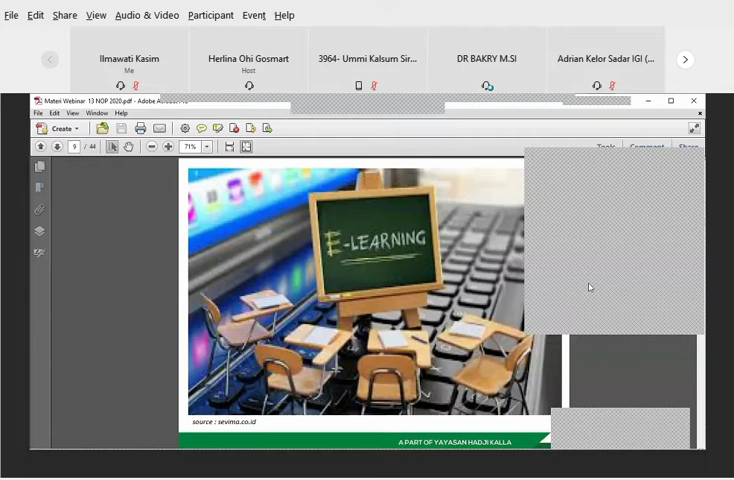 File Edit Share View Audio & Video Participant Event Help
Ilmawati Kasim
Me
Herlina Ohi Gosmart
Host
3964- Ummi Kalsum Sir...
DR BAKRY M.SI
Adrian Kelor Sadar IGI (...
Materi Webinar 13 NOP 2020.pdf - Adobe
File Edit View Window Help
Create
9 / 44 71%
Tools Comment Share
E-LEARNING
source : sevima.co.id
A PART OF YAYASAN HADJI KALLA